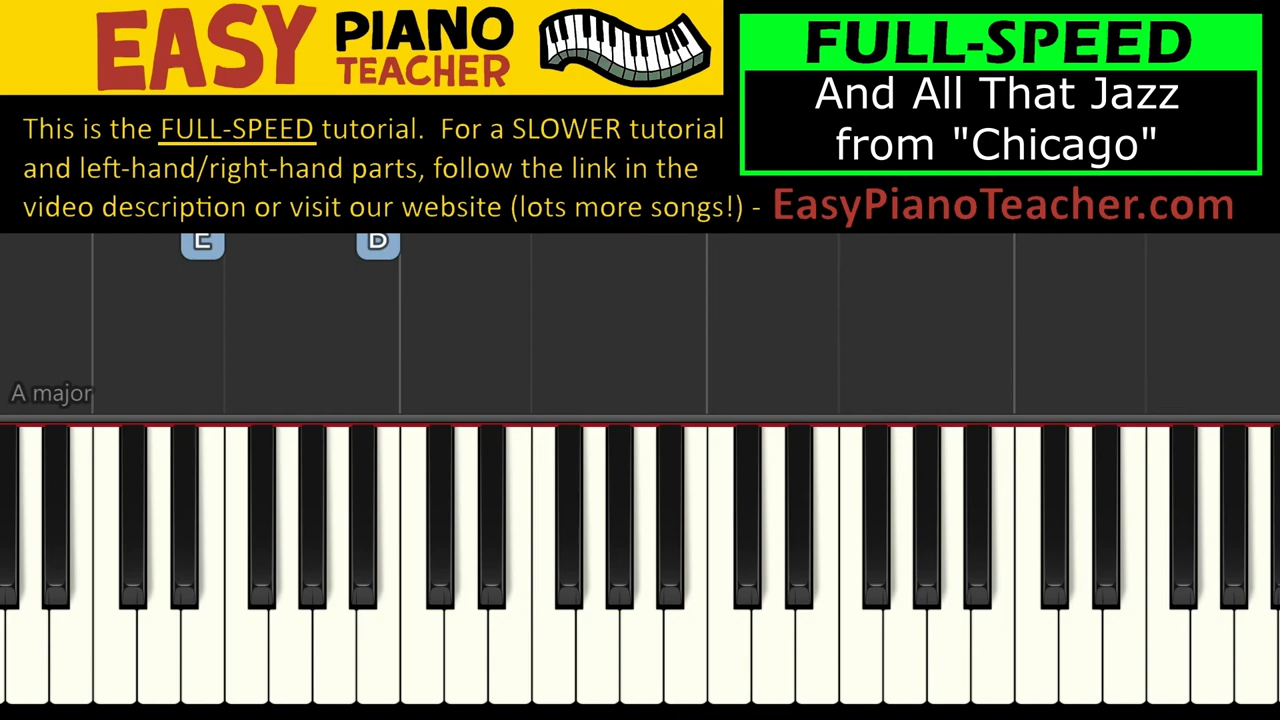 EASY PIANO TEACHER
FULL-SPEED
And All That Jazz
from "Chicago"
This is the FULL-SPEED tutorial. For a SLOWER tutorial
and left-hand/right-hand parts, follow the link in the
video description or visit our website (lots more songs!) - EasyPianoTeacher.com
E
A major